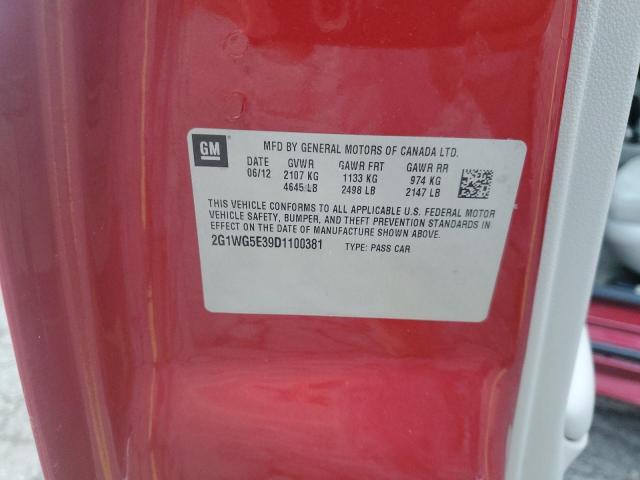 GM
MFD BY GENERAL MOTORS OF CANADA LTD.
DATE GVWR GAWR FRT GAWR RR
06/12 2107 KG 1133 KG 974 KG
4645 LB 2498 LB 2147 LB
THIS VEHICLE CONFORMS TO ALL APPLICABLE U.S. FEDERAL MOTOR
VEHICLE SAFETY, BUMPER, AND THEFT PREVENTION STANDARDS IN
EFFECT ON THE DATE OF MANUFACTURE SHOWN ABOVE.
2G1WG5E39D1100381 TYPE: PASS CAR